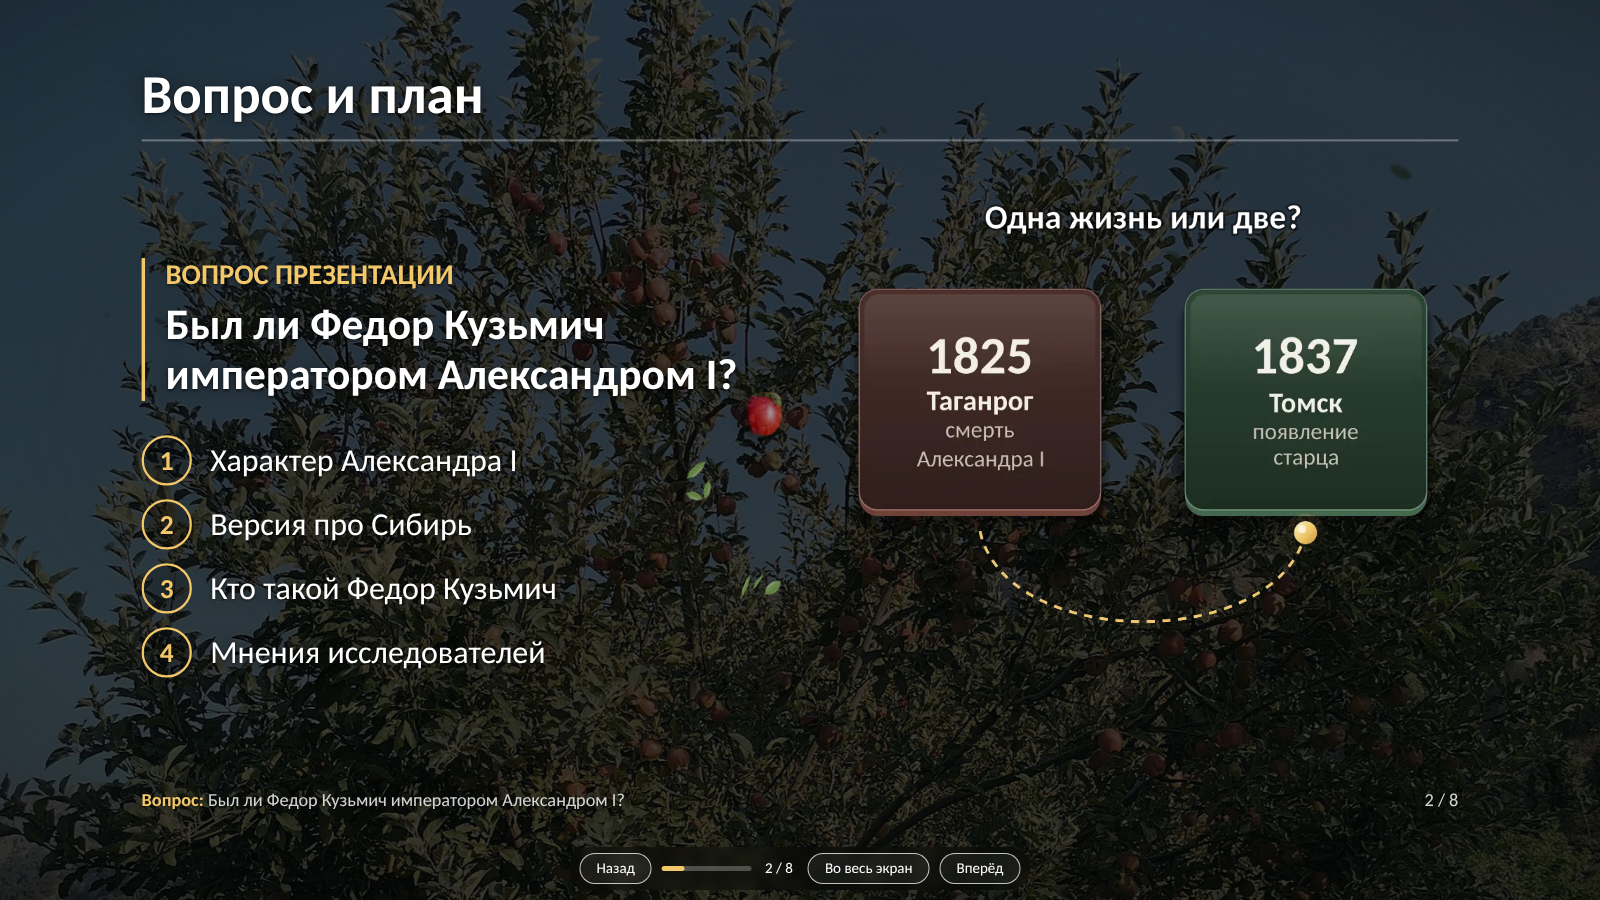 Вопрос и план
ВОПРОС ПРЕЗЕНТАЦИИ
Был ли Федор Кузьмич
императором Александром I?
1 Характер Александра I
2 Версия про Сибирь
3 Кто такой Федор Кузьмич
4 Мнения исследователей
Одна жизнь или две?
1825
Таганрог
смерть
Александра I
1837
Томск
появление
старца
Вопрос: Был ли Федор Кузьмич императором Александром I?
2 / 8
Назад
2 / 8
Во весь экран
Вперёд